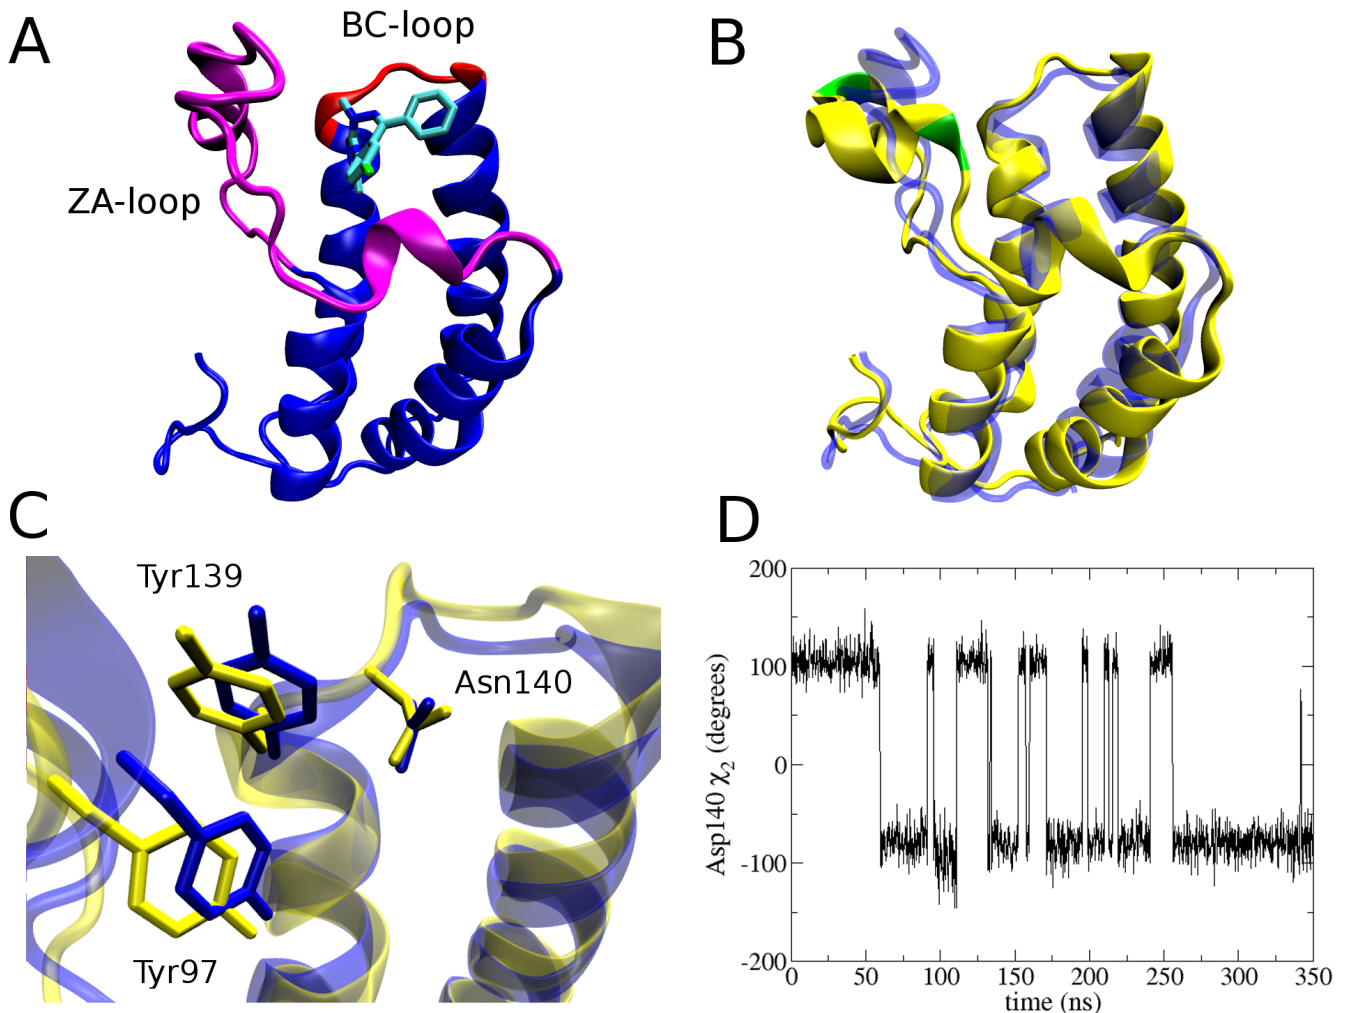 A
BC-loop
B
ZA-loop
C
Tyr139
Asn140
Tyr97
D
Asp140 χ2 (degrees)
200
100
0
-100
-200
0 50 100 150 200 250 300 350
time (ns)